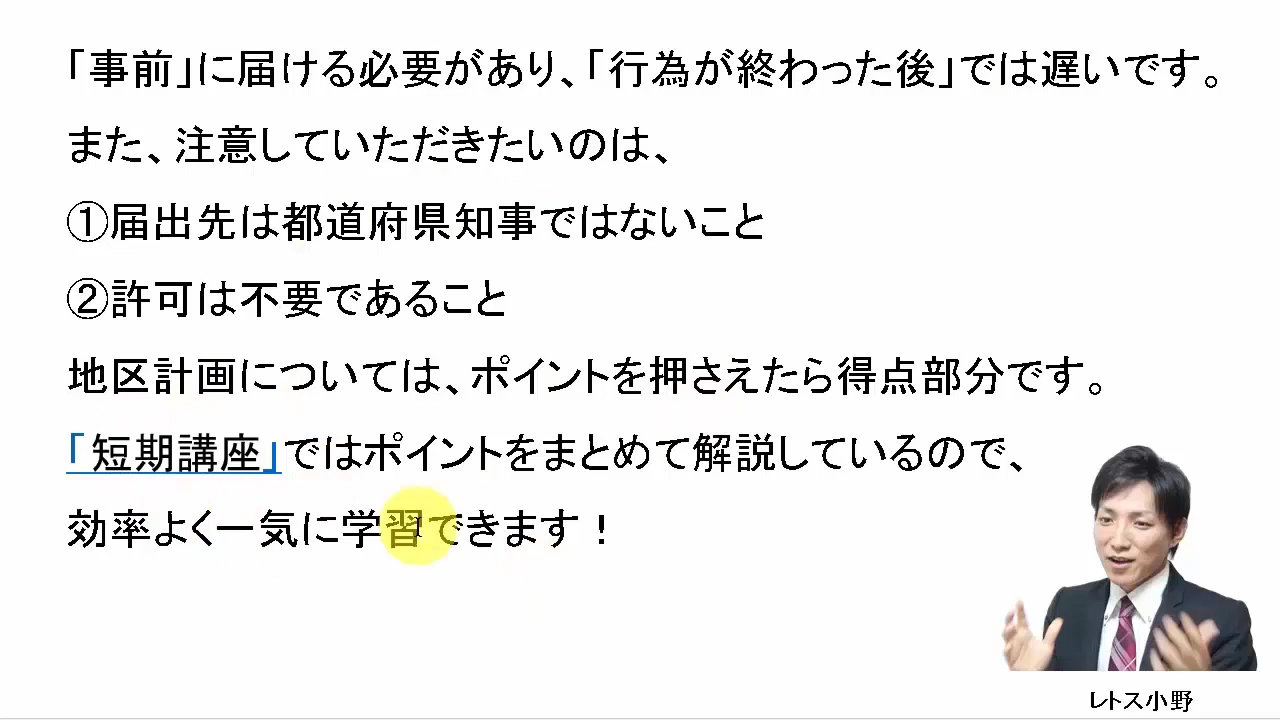 「事前」に届ける必要があり、「行為が終わった後」では遅いです。
また、注意していただきたいのは、
①届出先は都道府県知事ではないこと
②許可は不要であること
地区計画については、ポイントを押さえたら得点部分です。
「短期講座」ではポイントをまとめて解説しているので、
効率よく一気に学習できます！
レトス小野